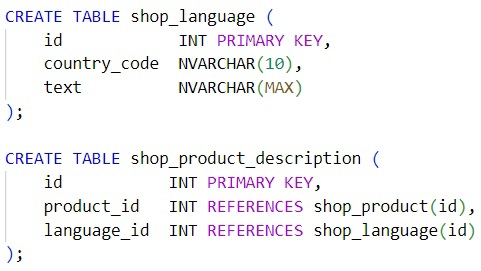 CREATE TABLE shop_language (
    id            INT PRIMARY KEY,
    country_code  NVARCHAR(10),
    text          NVARCHAR(MAX)
);

CREATE TABLE shop_product_description (
    id           INT PRIMARY KEY,
    product_id   INT REFERENCES shop_product(id),
    language_id  INT REFERENCES shop_language(id)
);